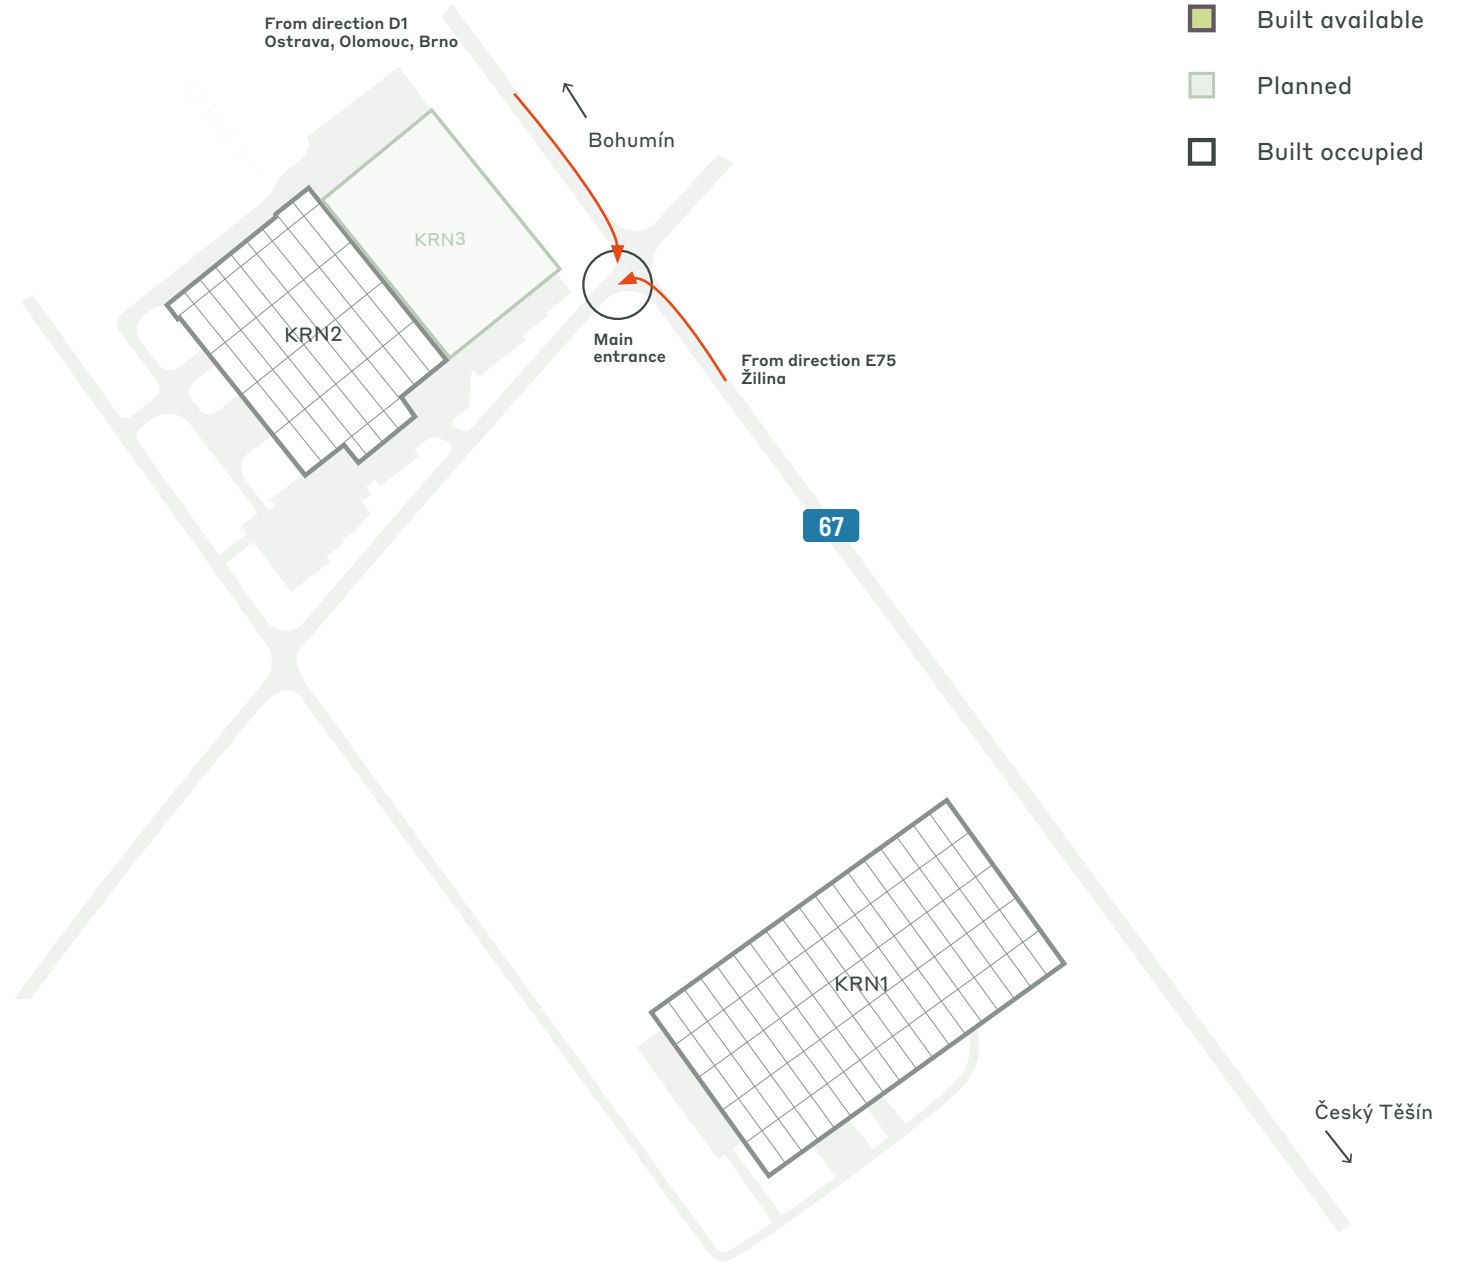 From direction D1
Ostrava, Olomouc, Brno
Built available
Planned
Built occupied
Bohumín
KRN3
KRN2
Main
entrance
From direction E75
Žilina
67
KRN1
Český Těšín